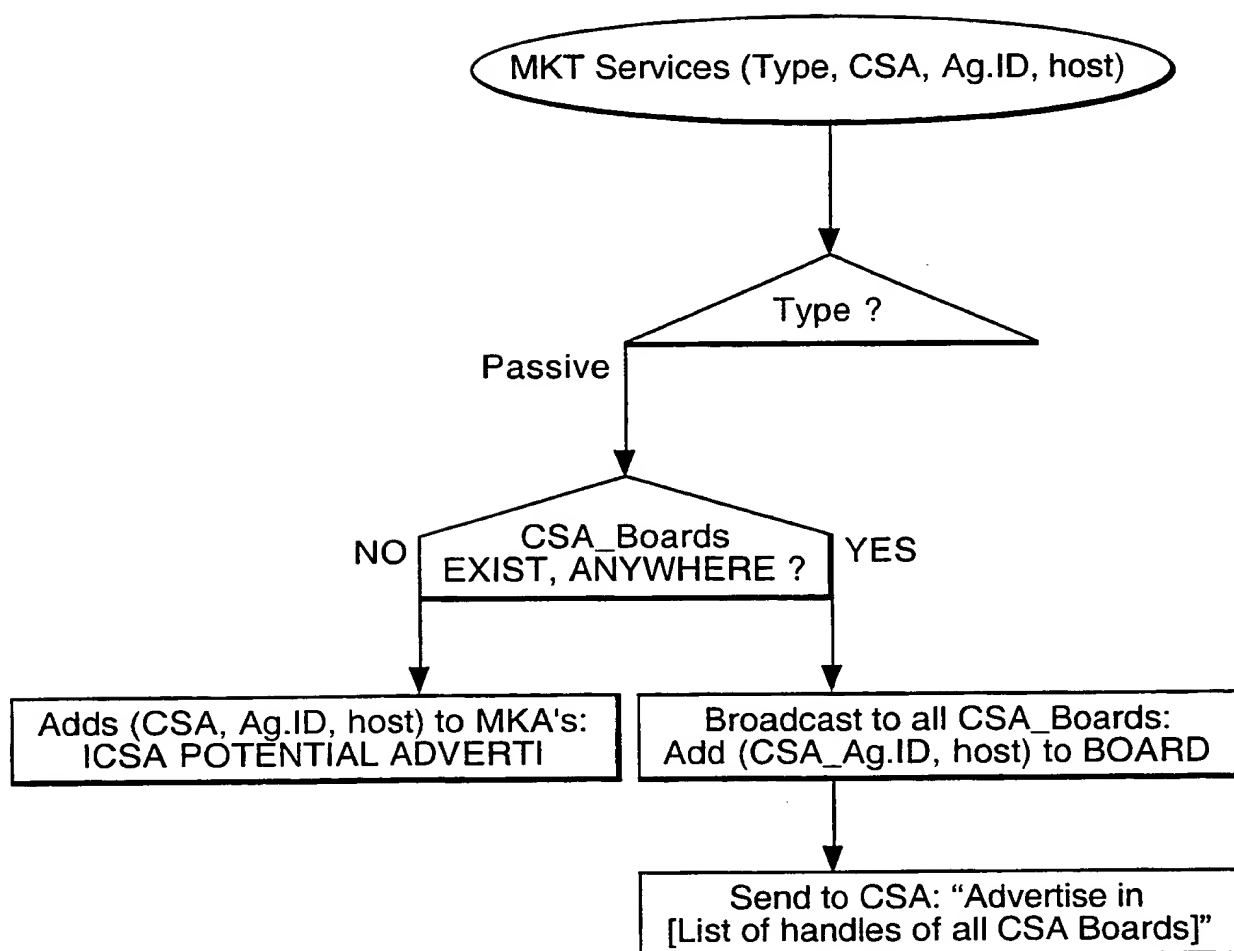 MKT Services (Type, CSA, Ag.ID, host)
Type ?
Passive
NO
CSA_Boards
EXIST, ANYWHERE ?
YES
Adds (CSA, Ag.ID, host) to MKA's:
ICSA POTENTIAL ADVERTI
Broadcast to all CSA_Boards:
Add (CSA_Ag.ID, host) to BOARD
Send to CSA: “Advertise in
[List of handles of all CSA Boards]”